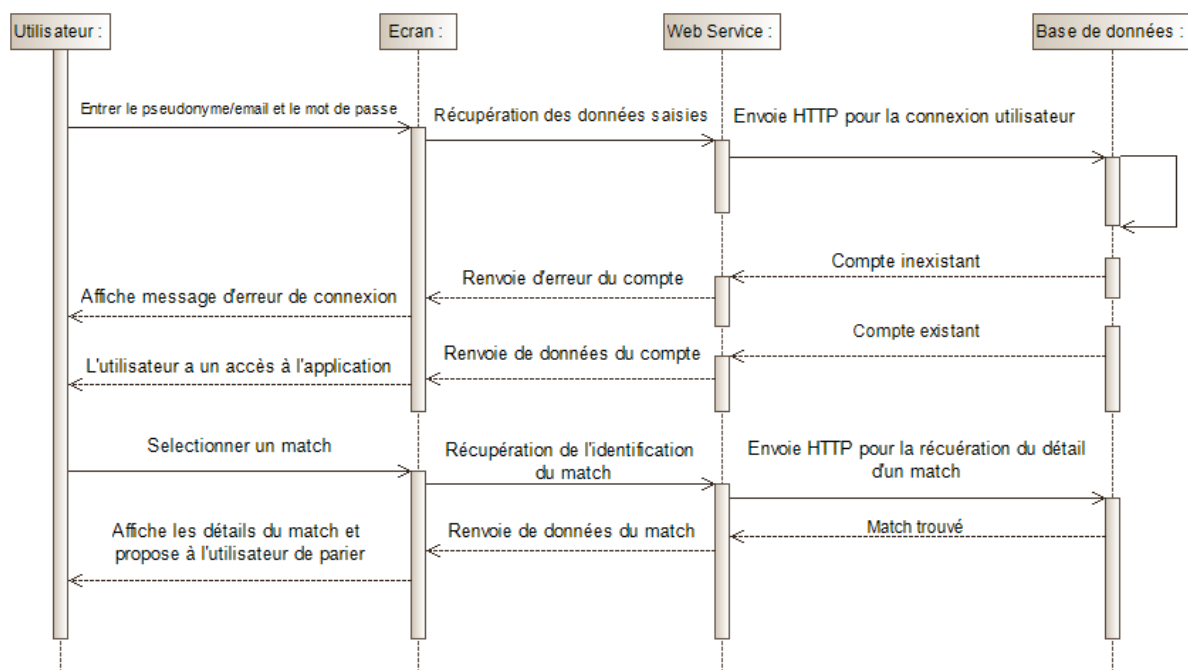 Utilisateur :
Ecran :
Web Service :
Base de données :
Entrer le pseudonyme/email et le mot de passe
Récupération des données saisies
Envoie HTTP pour la connexion utilisateur
Compte inexistant
Renvoie d'erreur du compte
Affiche message d'erreur de connexion
Compte existant
Renvoie de données du compte
L'utilisateur a un accès à l'application
Selectionner un match
Récupération de l'identification
du match
Envoie HTTP pour la récuération du détail
d'un match
Match trouvé
Renvoie de données du match
Affiche les détails du match et
propose à l'utilisateur de parier